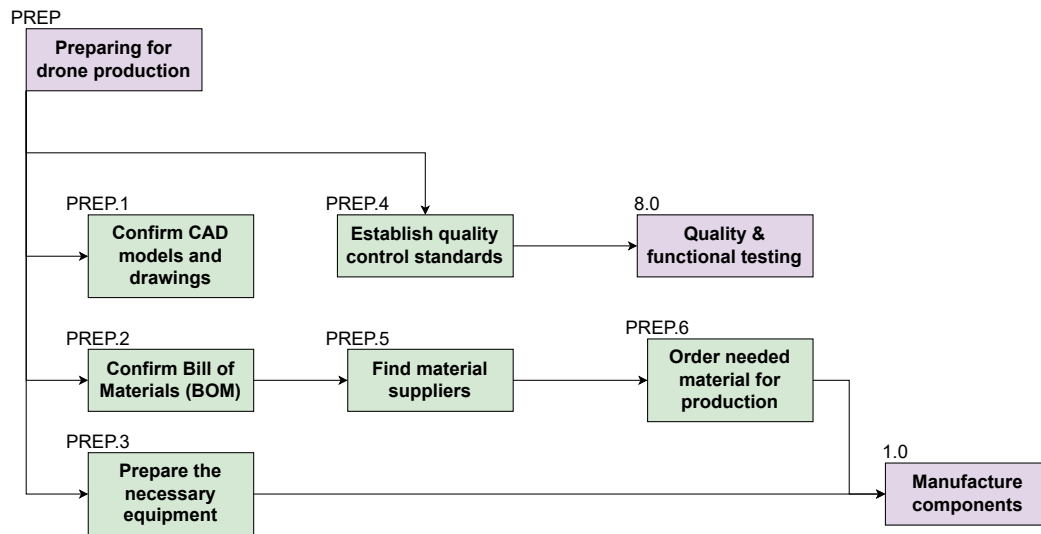 PREP
Preparing for
drone production
PREP.1
Confirm CAD
models and
drawings
PREP.4
Establish quality
control standards
8.0
Quality &
functional testing
PREP.2
Confirm Bill of
Materials (BOM)
PREP.5
Find material
suppliers
PREP.6
Order needed
material for
production
PREP.3
Prepare the
necessary
equipment
1.0
Manufacture
components